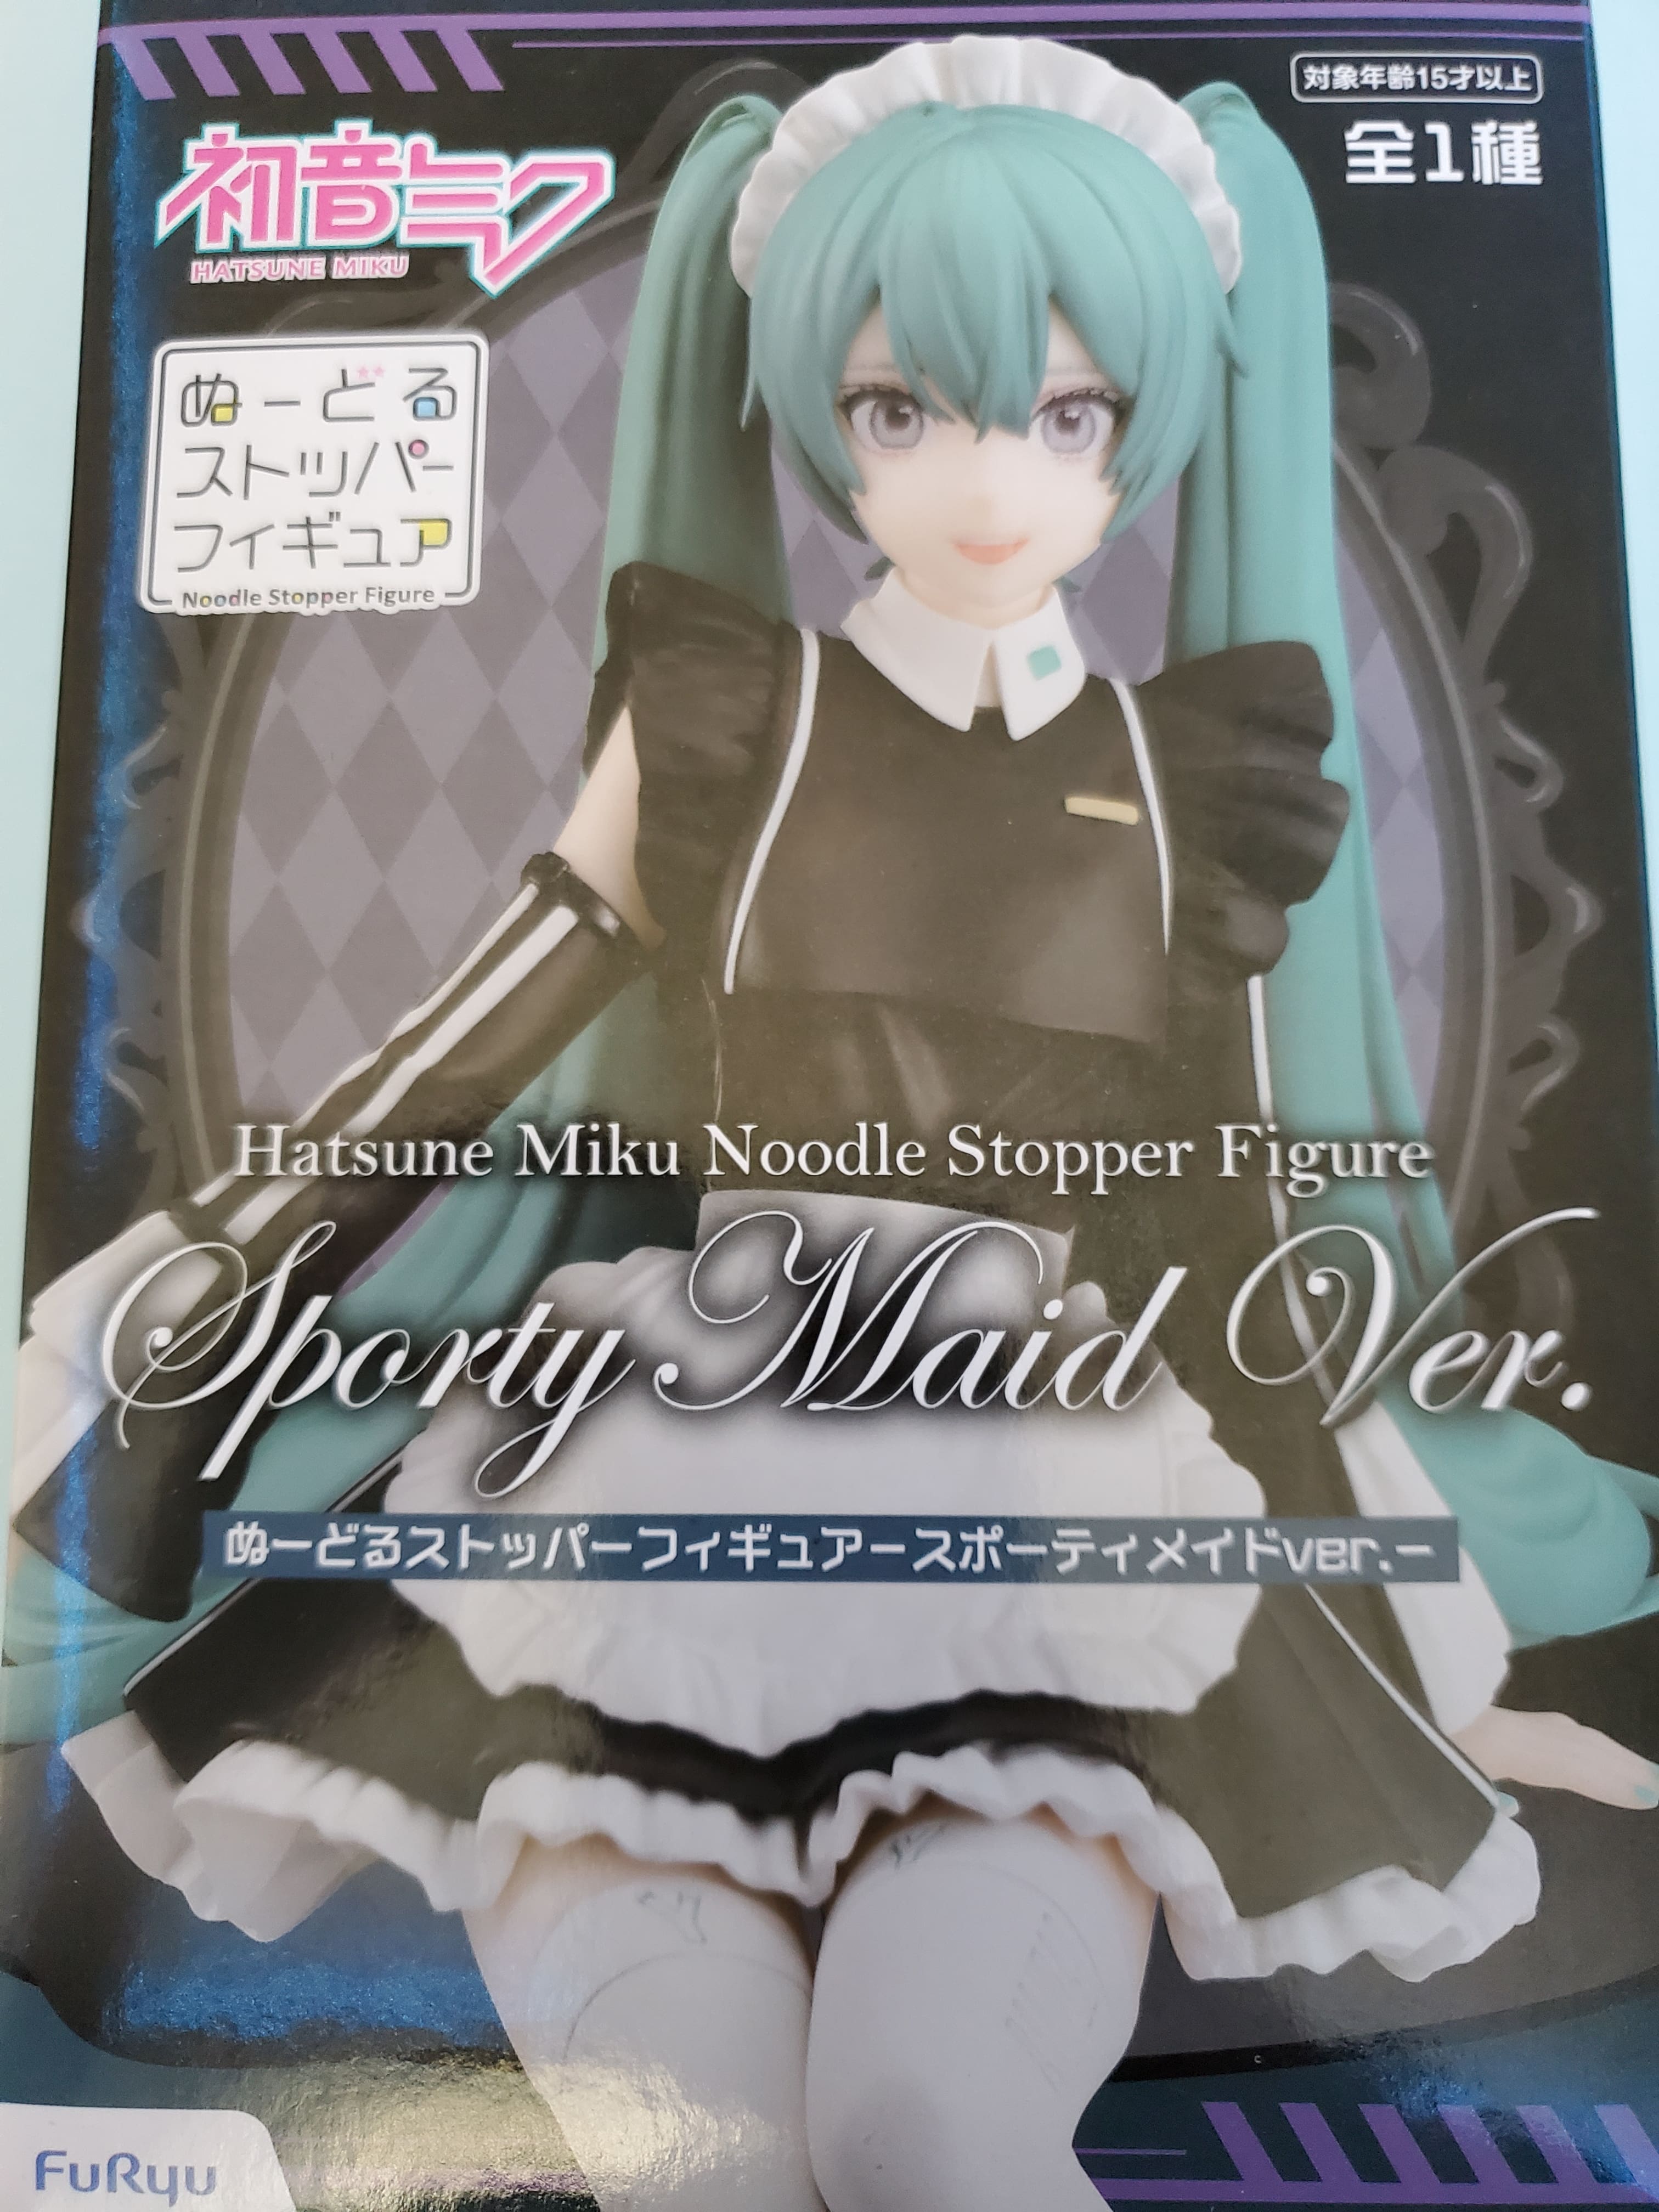 対象年齢15才以上
全1種
初音ミク
HATSUNE MIKU
ぬーどる
ストッパー
フィギュア
Noodle Stopper Figure
Hatsune Miku Noodle Stopper Figure
Sporty Maid Ver.
ぬーどるストッパーフィギュアースポーティメイドver.ー
FuRyu